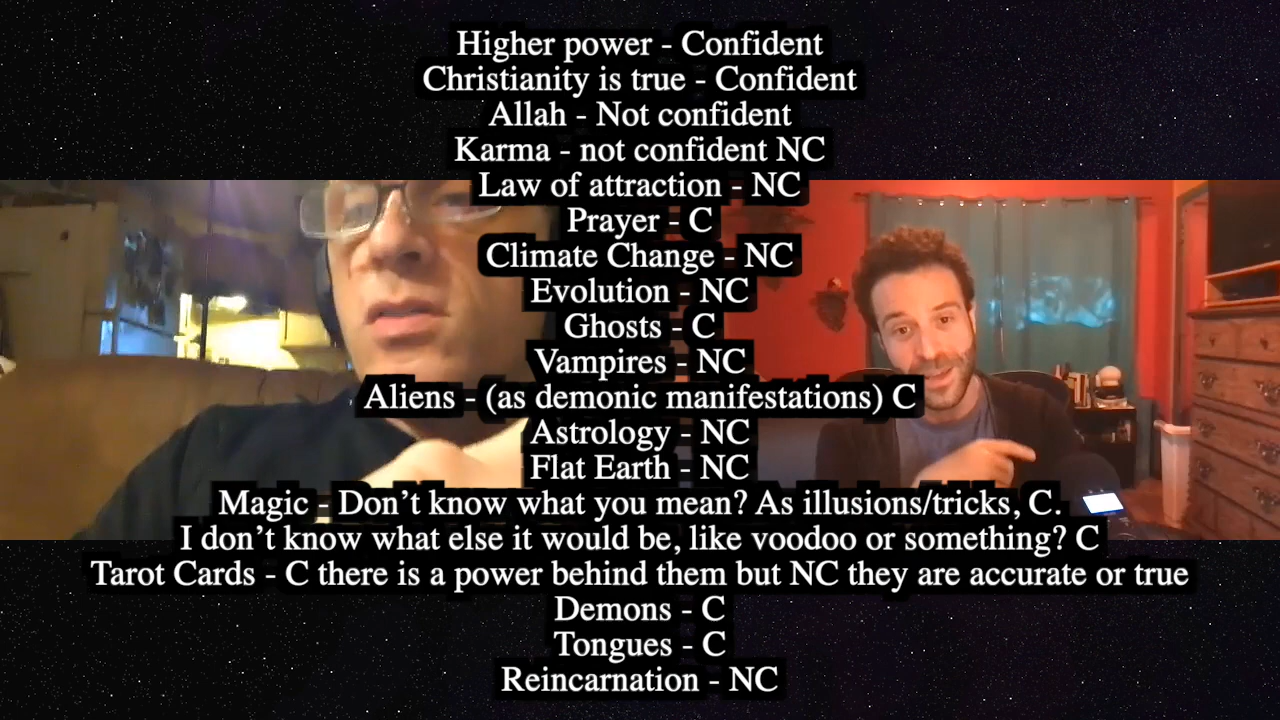 Higher power - Confident
Christianity is true - Confident
Allah - Not confident
Karma - not confident NC
Law of attraction - NC
Prayer - C
Climate Change - NC
Evolution - NC
Ghosts - C
Vampires - NC
Aliens - (as demonic manifestations) C
Astrology - NC
Flat Earth - NC
Magic - Don’t know what you mean? As illusions/tricks, C.
I don’t know what else it would be, like voodoo or something? C
Tarot Cards - C there is a power behind them but NC they are accurate or true
Demons - C
Tongues - C
Reincarnation - NC